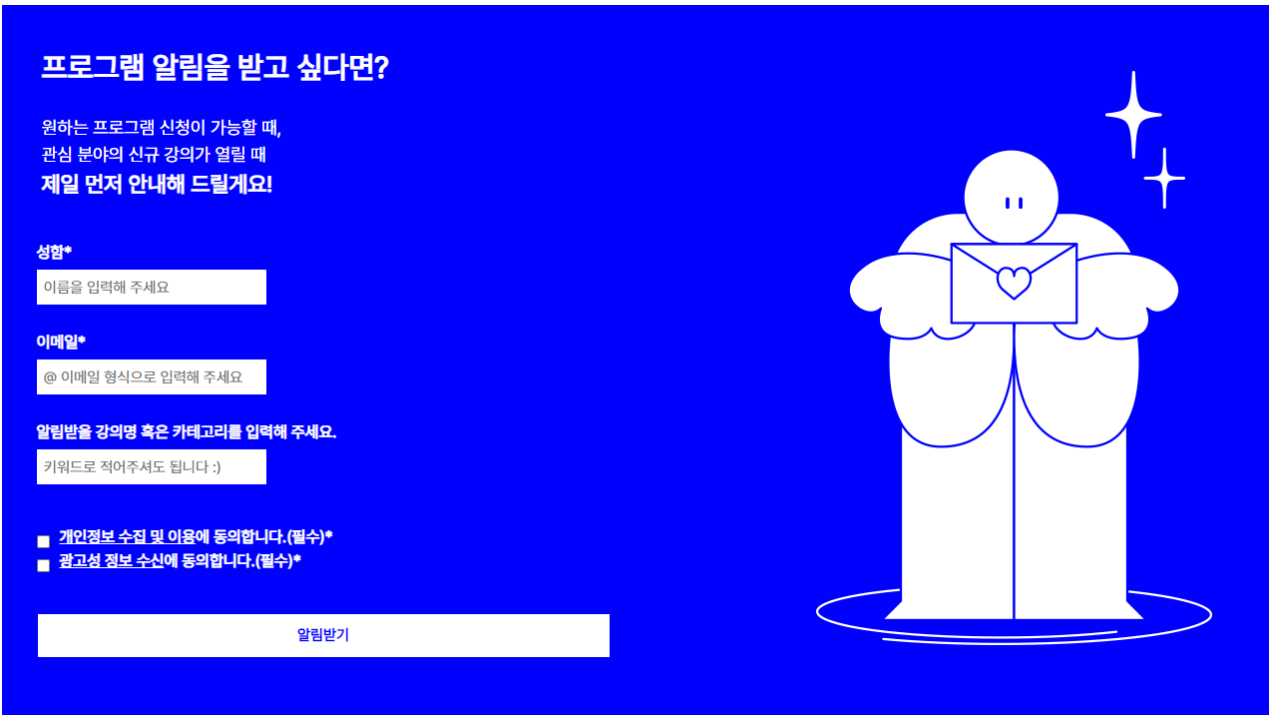 프로그램 알림을 받고 싶다면?
원하는 프로그램 신청이 가능할 때,
관심 분야의 신규 강의가 열릴 때
제일 먼저 안내해 드릴게요!
성함*
이름을 입력해 주세요
이메일*
@ 이메일 형식으로 입력해 주세요
알림받을 강의명 혹은 카테고리를 입력해 주세요.
키워드로 적어주셔도 됩니다 :)
개인정보 수집 및 이용에 동의합니다.(필수)*
광고성 정보 수신에 동의합니다.(필수)*
알림받기